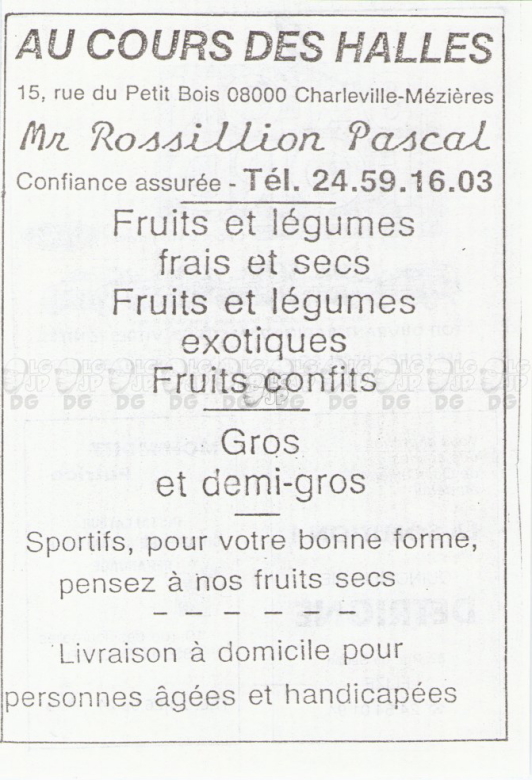 AU COURS DES HALLES
15, rue du Petit Bois 08000 Charleville-Mézières
Mr Rossillion Pascal
Confiance assurée - Tél. 24.59.16.03
Fruits et légumes
frais et secs
Fruits et légumes
exotiques
Fruits confits
Gros
et demi-gros
Sportifs, pour votre bonne forme,
pensez à nos fruits secs
Livraison à domicile pour
personnes âgées et handicapées